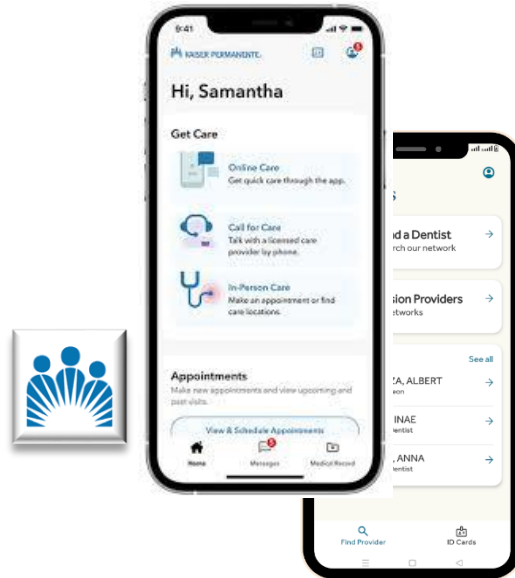 9:41
KAISER PERMANENTE.
Hi, Samantha
Get Care
Online Care
Get quick care through the app.
Call for Care
Talk with a licensed care
provider by phone.
In-Person Care
Make an appointment or find
care locations.
Appointments
Make new appointments and view upcoming and
past visits.
View & Schedule Appointments
Home
Messages
Medical Record
d a Dentist
rch our network
ion Providers
etworks
See all
ZA, ALBERT
eon
INAE
entist
, ANNA
entist
Find Provider
ID Cards